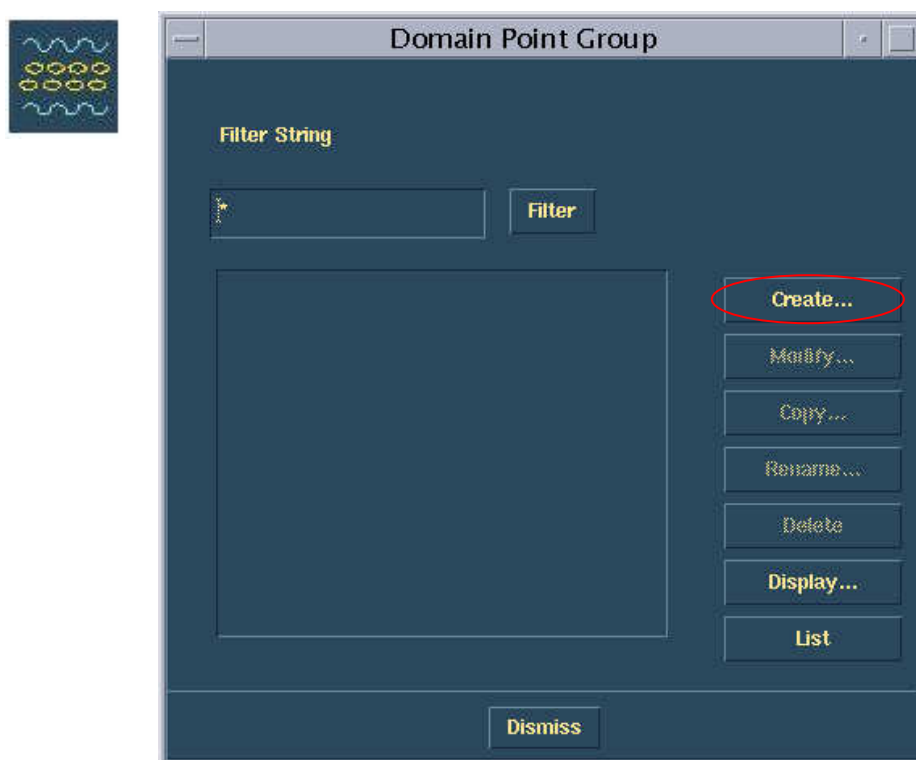 Domain Point Group
Filter String
*
Filter
Create...
Modify...
Copy...
Rename...
Delete
Display...
List
Dismiss